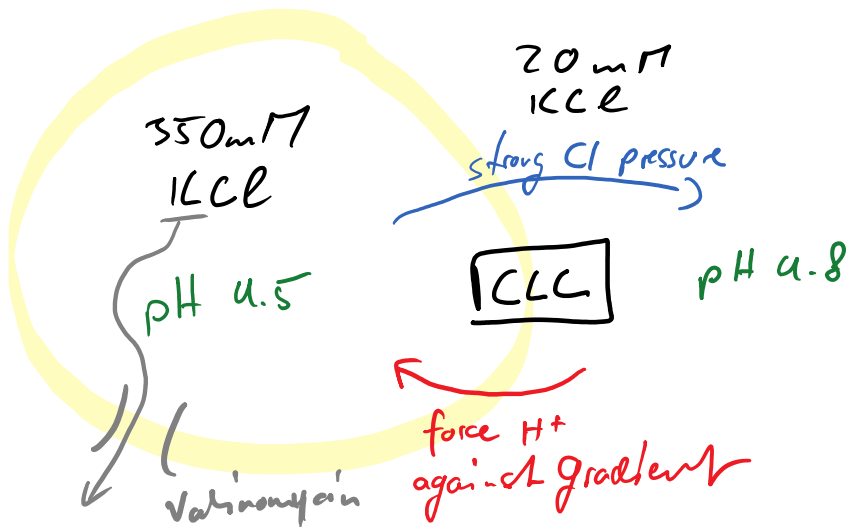 20mM
KCl
350mM
KCl
strong Cl pressure
pH 4.5
CLC
pH 4.8
force H+
against gradient
Valinomycin